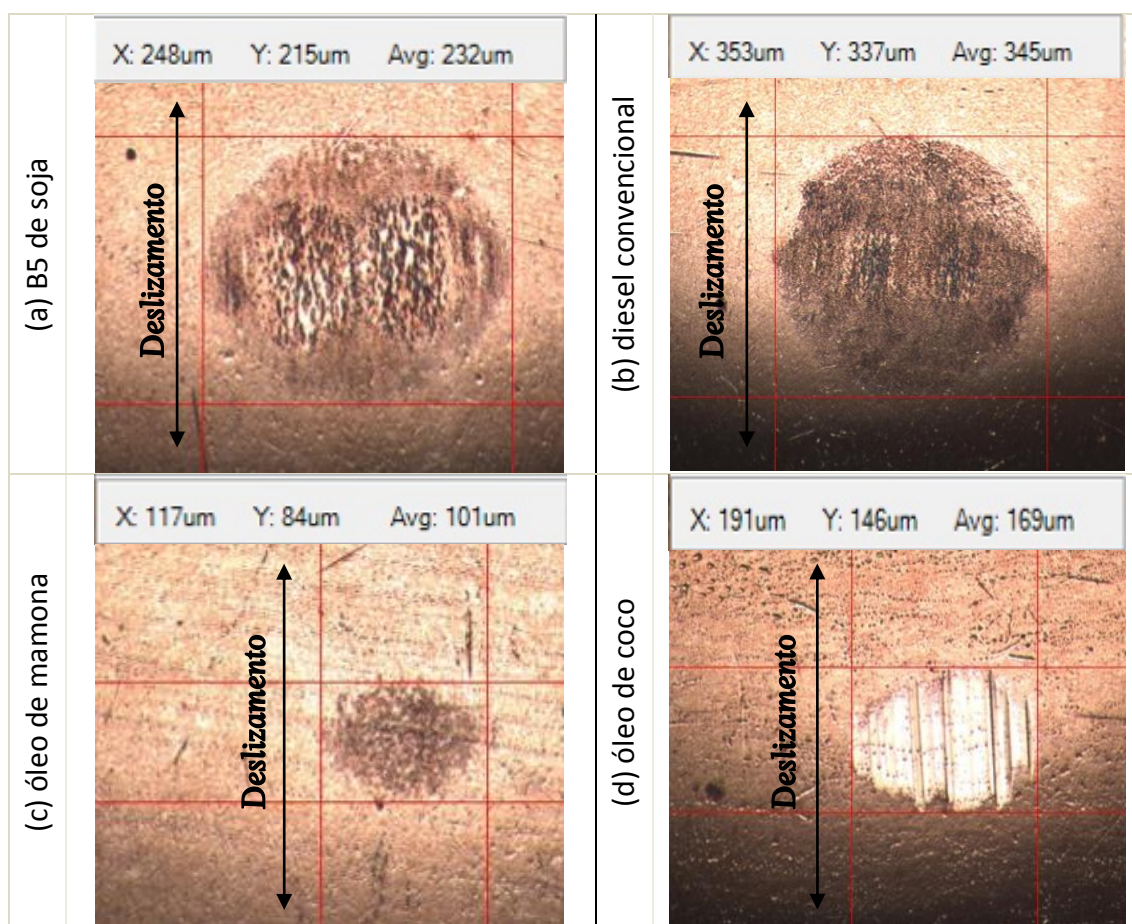 (a) B5 de soja
X: 248um Y: 215um Avg: 232um
Deslizamento
(b) diesel convencional
X: 353um Y: 337um Avg: 345um
Deslizamento
(c) óleo de mamona
X: 117um Y: 84um Avg: 101um
Deslizamento
(d) óleo de coco
X: 191um Y: 146um Avg: 169um
Deslizamento